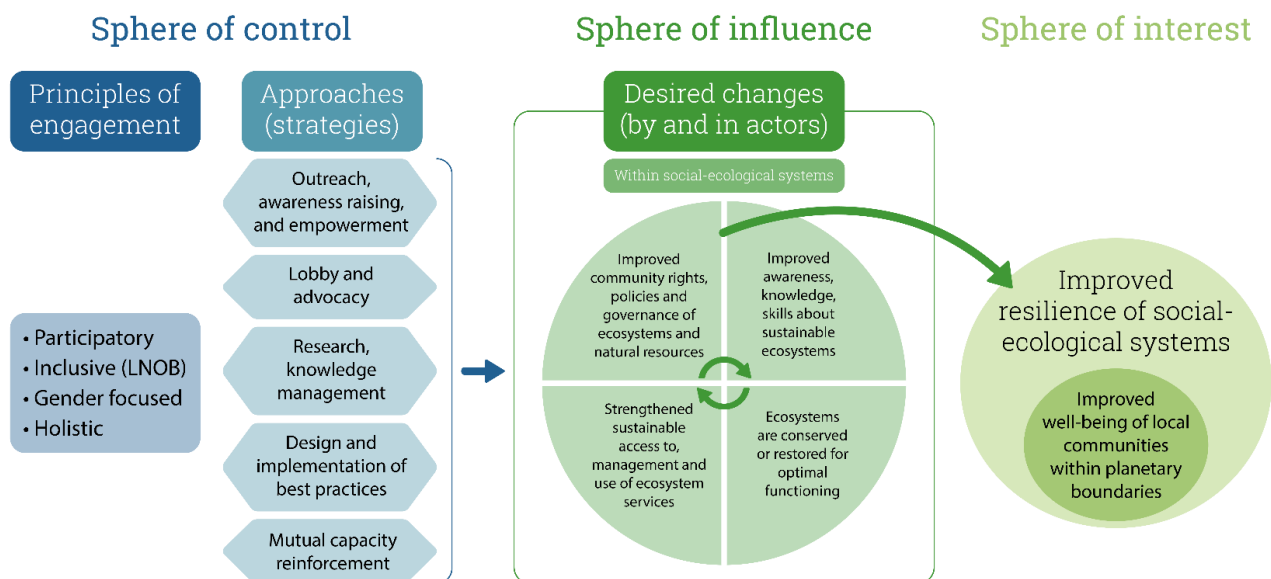 Sphere of control
Sphere of influence
Sphere of interest
Principles of
engagement
Approaches
(strategies)
Desired changes
(by and in actors)
Within social-ecological systems
• Participatory
• Inclusive (LNOB)
• Gender focused
• Holistic
Outreach,
awareness raising,
and empowerment
Lobby and
advocacy
Research,
knowledge
management
Design and
implementation of
best practices
Mutual capacity
reinforcement
Improved
community rights,
policies and
governance of
ecosystems and
natural resources
Improved
awareness,
knowledge,
skills about
sustainable
ecosystems
Strengthened
sustainable
access to,
management and
use of ecosystem
services
Ecosystems
are conserved
or restored for
optimal
functioning
Improved
resilience of social-
ecological systems
Improved
well-being of local
communities
within planetary
boundaries